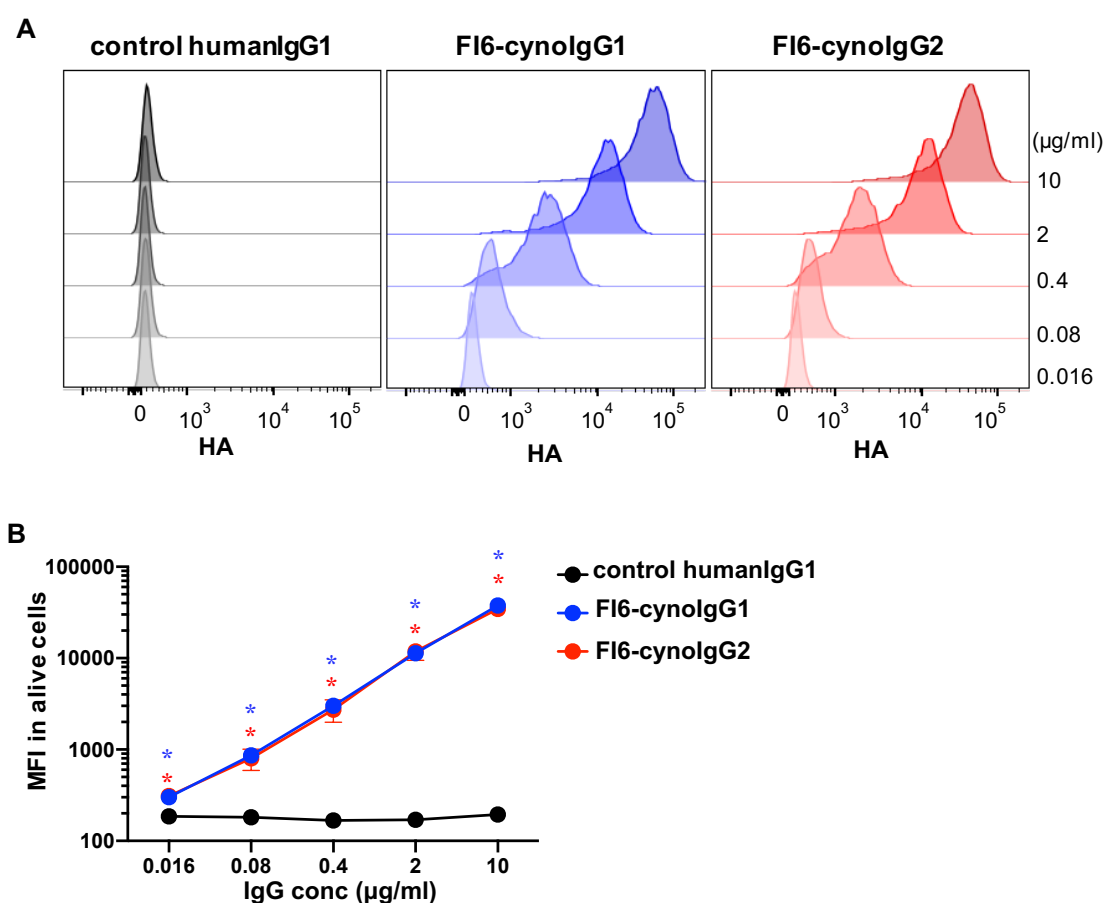 A
control humanIgG1
FI6-cynoIgG1
FI6-cynoIgG2
(µg/ml)
10
2
0.4
0.08
0.016
0 10³ 10⁴ 10⁵
0 10³ 10⁴ 10⁵
0 10³ 10⁴ 10⁵
HA
HA
HA
B
MFI in alive cells
100000
10000
1000
100
* * * * *
* * * * *
0.016 0.08 0.4 2 10
IgG conc (µg/ml)
control humanIgG1
FI6-cynoIgG1
FI6-cynoIgG2